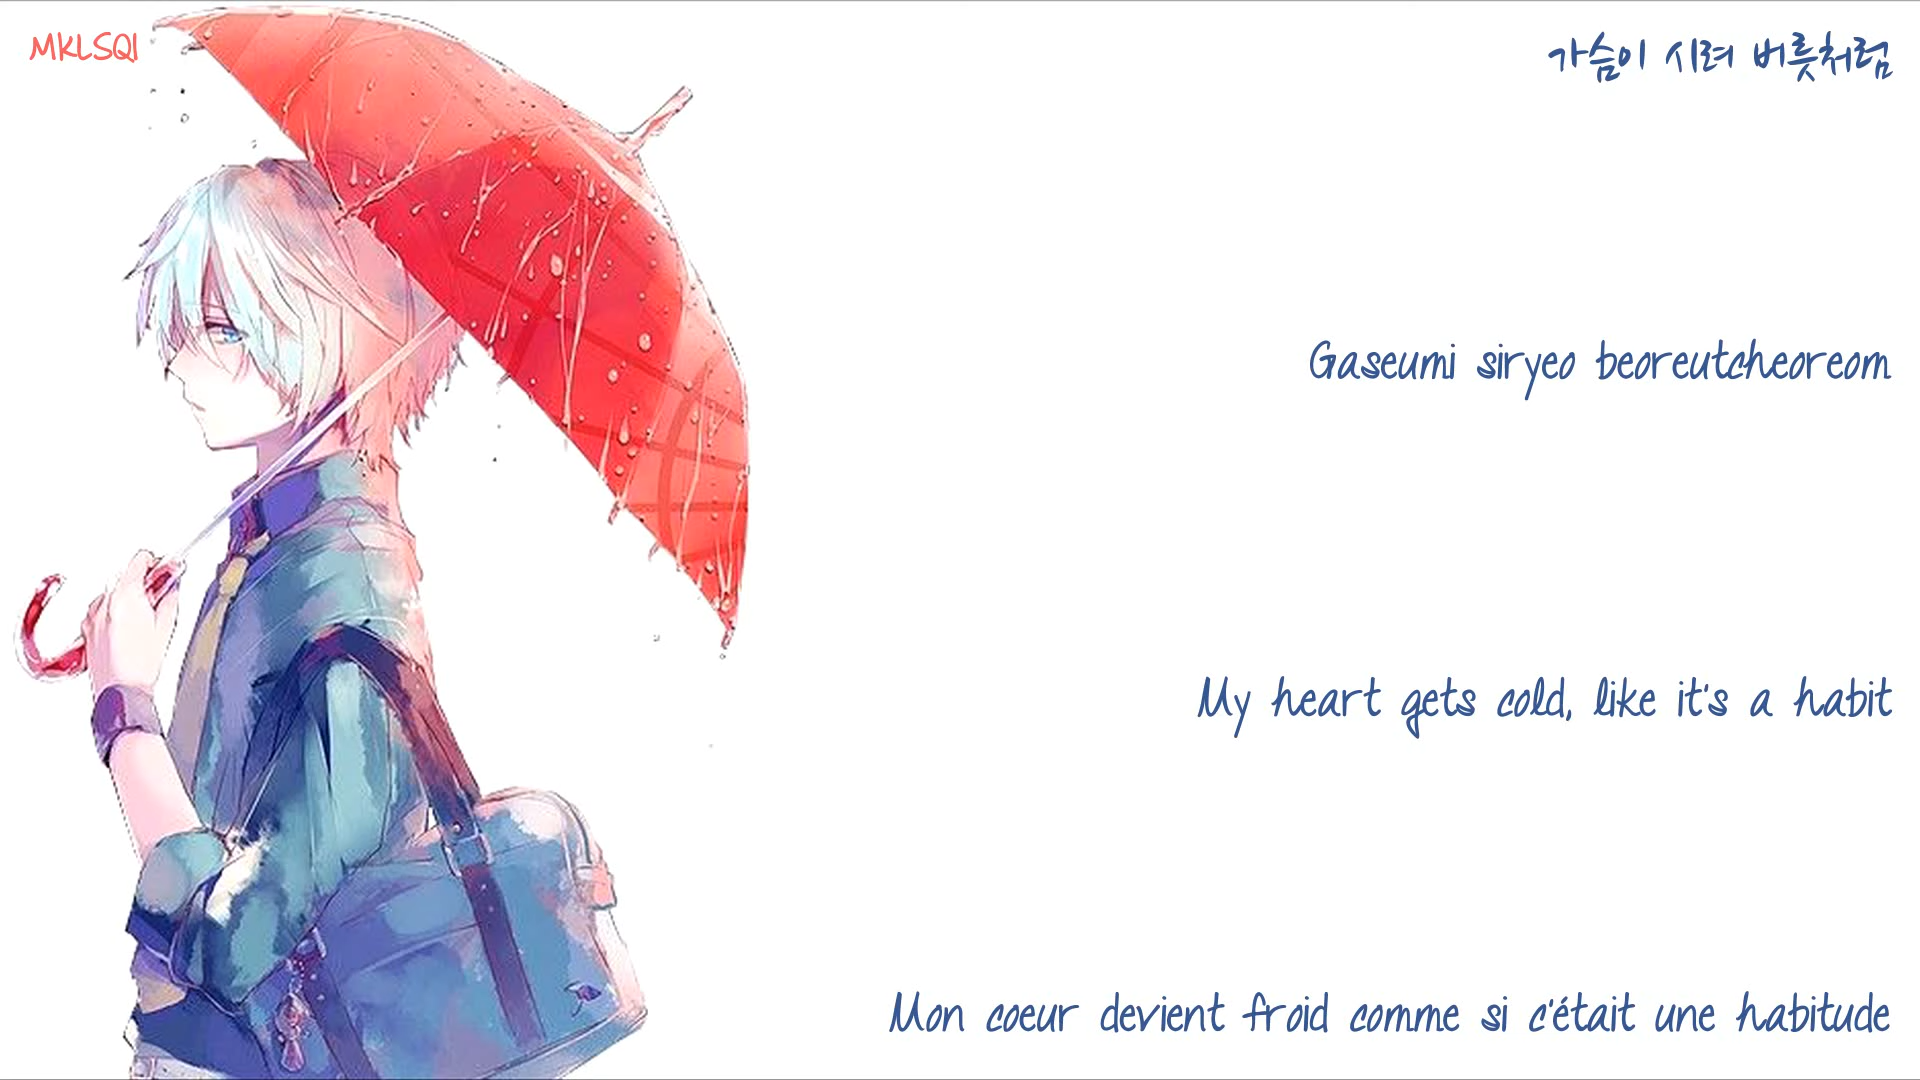 MKLSQI
가슴이 시려 버릇처럼
Gaseumi siryeo beoreutcheoreom
My heart gets cold, like it's a habit
Mon coeur devient froid comme si c'était une habitude